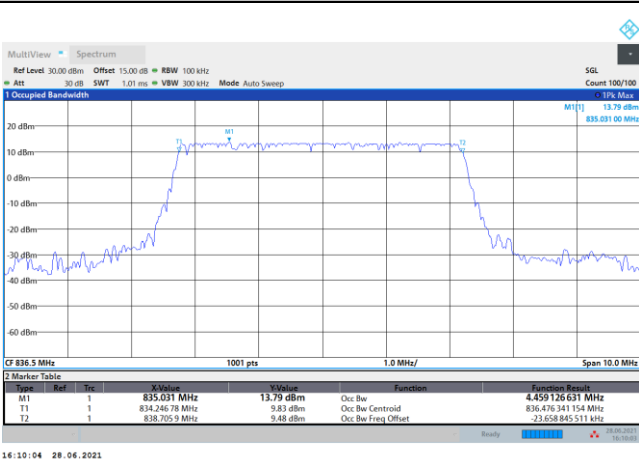 MultiView Spectrum
Ref Level 30.00 dBm Offset 15.00 dB RBW 100 kHz SGL
Att 30 dB SWT 1.01 ms VBW 300 kHz Mode Auto Sweep Count 100/100
1 Occupied Bandwidth 1Pk Max
M1[1] 13.79 dBm
835.031 00 MHz
20 dBm
T1 M1 T2
10 dBm
0 dBm
-10 dBm
-20 dBm
-30 dBm
-40 dBm
-50 dBm
-60 dBm
CF 836.5 MHz 1001 pts 1.0 MHz/ Span 10.0 MHz
2 Marker Table
Type Ref Trc X-Value Y-Value Function Function Result
M1 1 835.031 MHz 13.79 dBm Occ Bw 4.459 126 631 MHz
T1 1 834.246 78 MHz 9.83 dBm Occ Bw Centroid 836.476 341 154 MHz
T2 1 838.705 9 MHz 9.48 dBm Occ Bw Freq Offset -23.658 845 511 kHz
Ready 28.06.2021
16:10:03
16:10:04 28.06.2021